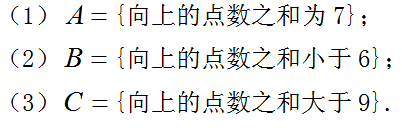 （1） A＝{向上的点数之和为 7}；
（2） B＝{向上的点数之和小于 6}；
（3） C＝{向上的点数之和大于 9}．